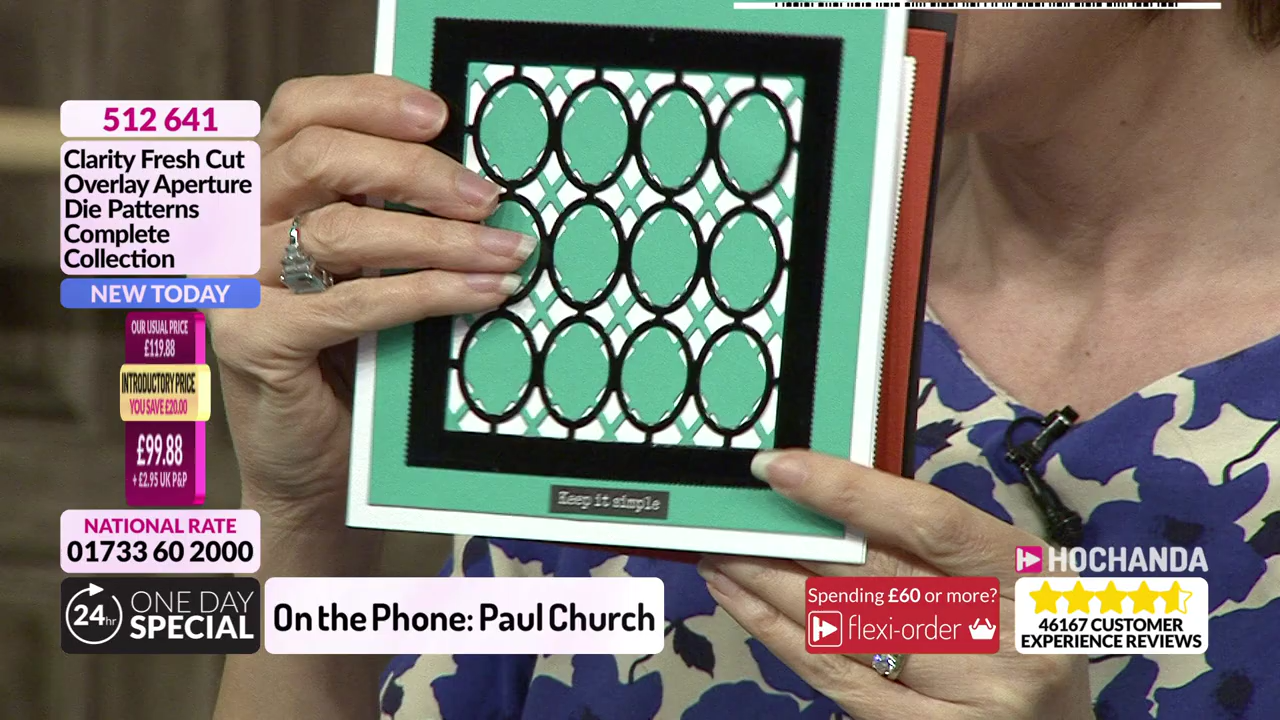 512 641
Clarity Fresh Cut
Overlay Aperture
Die Patterns
Complete
Collection
NEW TODAY
OUR USUAL PRICE
£119.88
INTRODUCTORY PRICE
YOU SAVE £20.00
£99.88
+ £2.95 UK P&P
NATIONAL RATE
01733 60 2000
24hr
ONE DAY
SPECIAL
On the Phone: Paul Church
Keep it simple
HOCHANDA
Spending £60 or more?
flexi-order
46167 CUSTOMER
EXPERIENCE REVIEWS